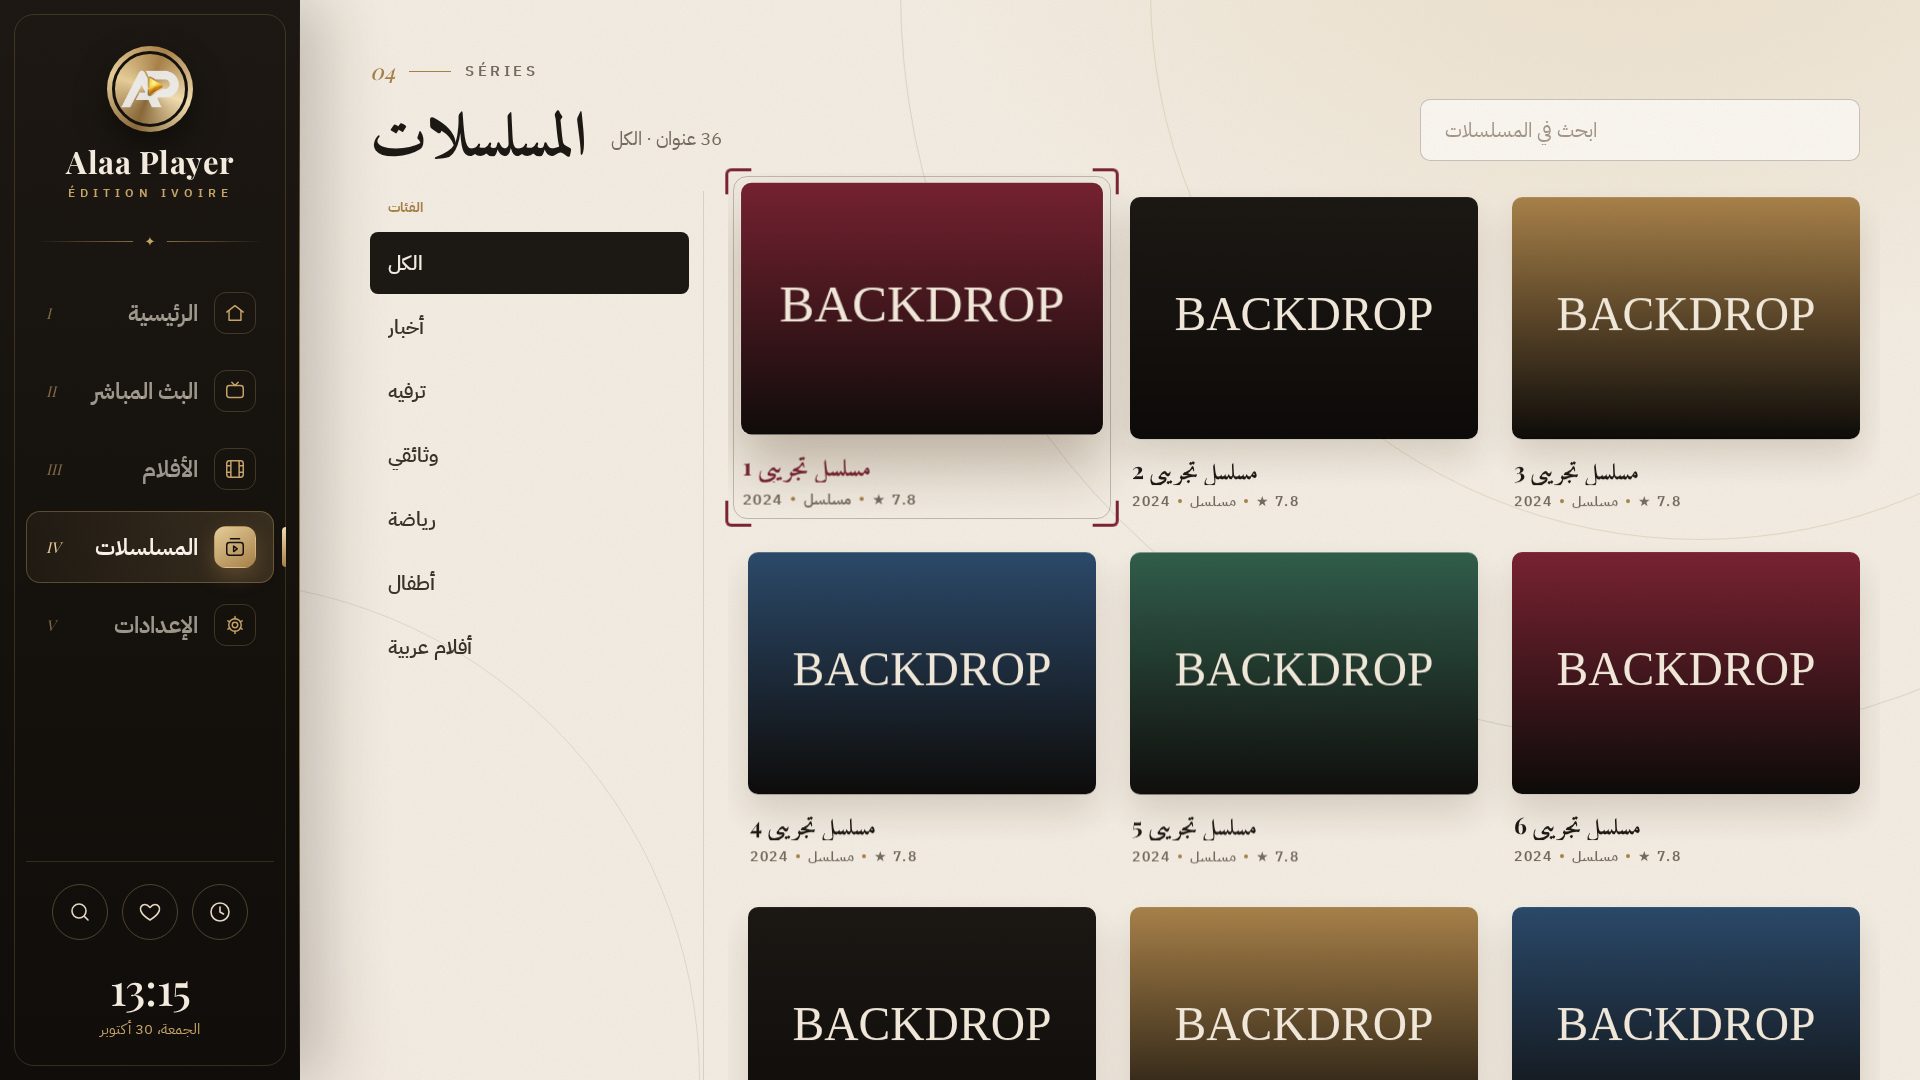 Alaa Player
ÉDITION IVOIRE
الرئيسية I
البث المباشر II
الأفلام III
المسلسلات IV
الإعدادات V
13:15
الجمعة، 30 أكتوبر
04 SÉRIES
المسلسلات
36 عنوان · الكل
ابحث في المسلسلات
الفئات
الكل
أخبار
ترفيه
وثائقي
رياضة
أطفال
أفلام عربية
BACKDROP
مسلسل تجريبي 1
2024 • مسلسل • ★ 7.8
BACKDROP
مسلسل تجريبي 2
2024 • مسلسل • ★ 7.8
BACKDROP
مسلسل تجريبي 3
2024 • مسلسل • ★ 7.8
BACKDROP
مسلسل تجريبي 4
2024 • مسلسل • ★ 7.8
BACKDROP
مسلسل تجريبي 5
2024 • مسلسل • ★ 7.8
BACKDROP
مسلسل تجريبي 6
2024 • مسلسل • ★ 7.8
BACKDROP
BACKDROP
BACKDROP